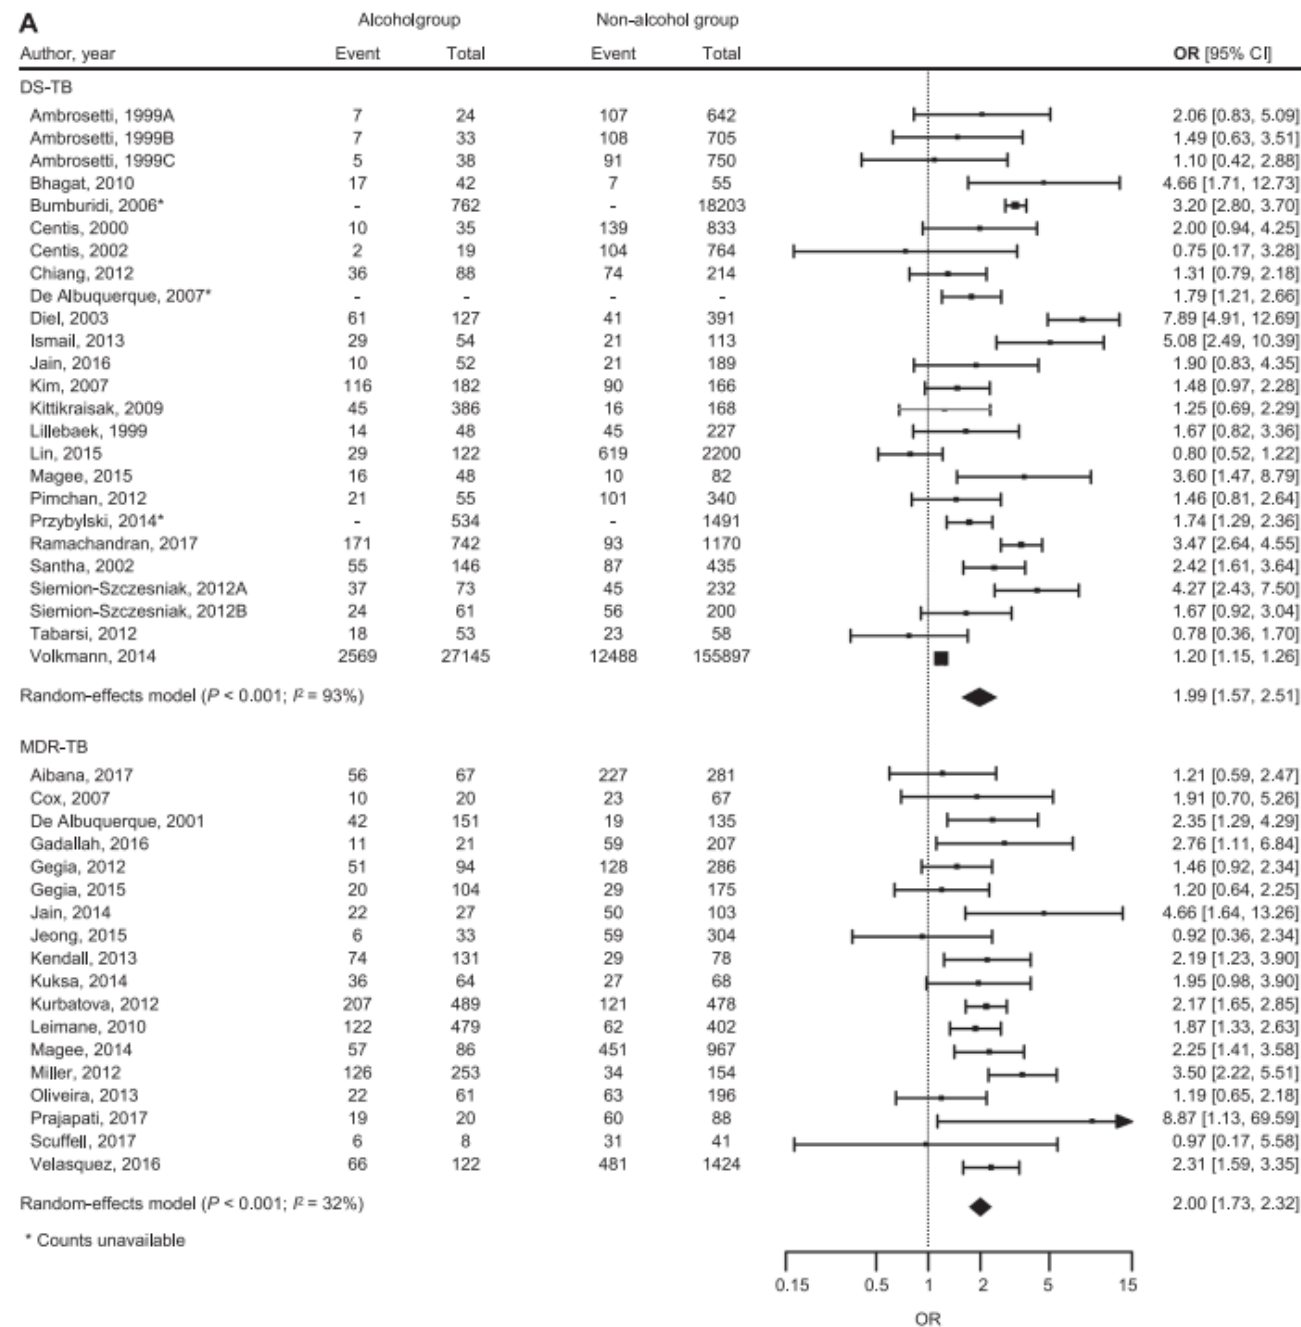 A
Alcoholgroup Non-alcohol group
Author, year Event Total Event Total OR [95% CI]
DS-TB
Ambrosetti, 1999A 7 24 107 642 2.06 [0.83, 5.09]
Ambrosetti, 1999B 7 33 108 705 1.49 [0.63, 3.51]
Ambrosetti, 1999C 5 38 91 750 1.10 [0.42, 2.88]
Bhagat, 2010 17 42 7 55 4.66 [1.71, 12.73]
Bumburidi, 2006* - 762 - 18203 3.20 [2.80, 3.70]
Centis, 2000 10 35 139 833 2.00 [0.94, 4.25]
Centis, 2002 2 19 104 764 0.75 [0.17, 3.28]
Chiang, 2012 36 88 74 214 1.31 [0.79, 2.18]
De Albuquerque, 2007* - - - - 1.79 [1.21, 2.66]
Diel, 2003 61 127 41 391 7.89 [4.91, 12.69]
Ismail, 2013 29 54 21 113 5.08 [2.49, 10.39]
Jain, 2016 10 52 21 189 1.90 [0.83, 4.35]
Kim, 2007 116 182 90 166 1.48 [0.97, 2.28]
Kittikraisak, 2009 45 386 16 168 1.25 [0.69, 2.29]
Lillebaek, 1999 14 48 45 227 1.67 [0.82, 3.36]
Lin, 2015 29 122 619 2200 0.80 [0.52, 1.22]
Magee, 2015 16 48 10 82 3.60 [1.47, 8.79]
Pimchan, 2012 21 55 101 340 1.46 [0.81, 2.64]
Przybylski, 2014* - 534 - 1491 1.74 [1.29, 2.36]
Ramachandran, 2017 171 742 93 1170 3.47 [2.64, 4.55]
Santha, 2002 55 146 87 435 2.42 [1.61, 3.64]
Siemion-Szczesniak, 2012A 37 73 45 232 4.27 [2.43, 7.50]
Siemion-Szczesniak, 2012B 24 61 56 200 1.67 [0.92, 3.04]
Tabarsi, 2012 18 53 23 58 0.78 [0.36, 1.70]
Volkmann, 2014 2569 27145 12488 155897 1.20 [1.15, 1.26]
Random-effects model (P < 0.001; I² = 93%) 1.99 [1.57, 2.51]
MDR-TB
Aibana, 2017 56 67 227 281 1.21 [0.59, 2.47]
Cox, 2007 10 20 23 67 1.91 [0.70, 5.26]
De Albuquerque, 2001 42 151 19 135 2.35 [1.29, 4.29]
Gadallah, 2016 11 21 59 207 2.76 [1.11, 6.84]
Gegia, 2012 51 94 128 286 1.46 [0.92, 2.34]
Gegia, 2015 20 104 29 175 1.20 [0.64, 2.25]
Jain, 2014 22 27 50 103 4.66 [1.64, 13.26]
Jeong, 2015 6 33 59 304 0.92 [0.36, 2.34]
Kendall, 2013 74 131 29 78 2.19 [1.23, 3.90]
Kuksa, 2014 36 64 27 68 1.95 [0.98, 3.90]
Kurbatova, 2012 207 489 121 478 2.17 [1.65, 2.85]
Leimane, 2010 122 479 62 402 1.87 [1.33, 2.63]
Magee, 2014 57 86 451 967 2.25 [1.41, 3.58]
Miller, 2012 126 253 34 154 3.50 [2.22, 5.51]
Oliveira, 2013 22 61 63 196 1.19 [0.65, 2.18]
Prajapati, 2017 19 20 60 88 8.87 [1.13, 69.59]
Scuffell, 2017 6 8 31 41 0.97 [0.17, 5.58]
Velasquez, 2016 66 122 481 1424 2.31 [1.59, 3.35]
Random-effects model (P < 0.001; I² = 32%) 2.00 [1.73, 2.32]
* Counts unavailable
0.15 0.5 1 2 5 15
OR